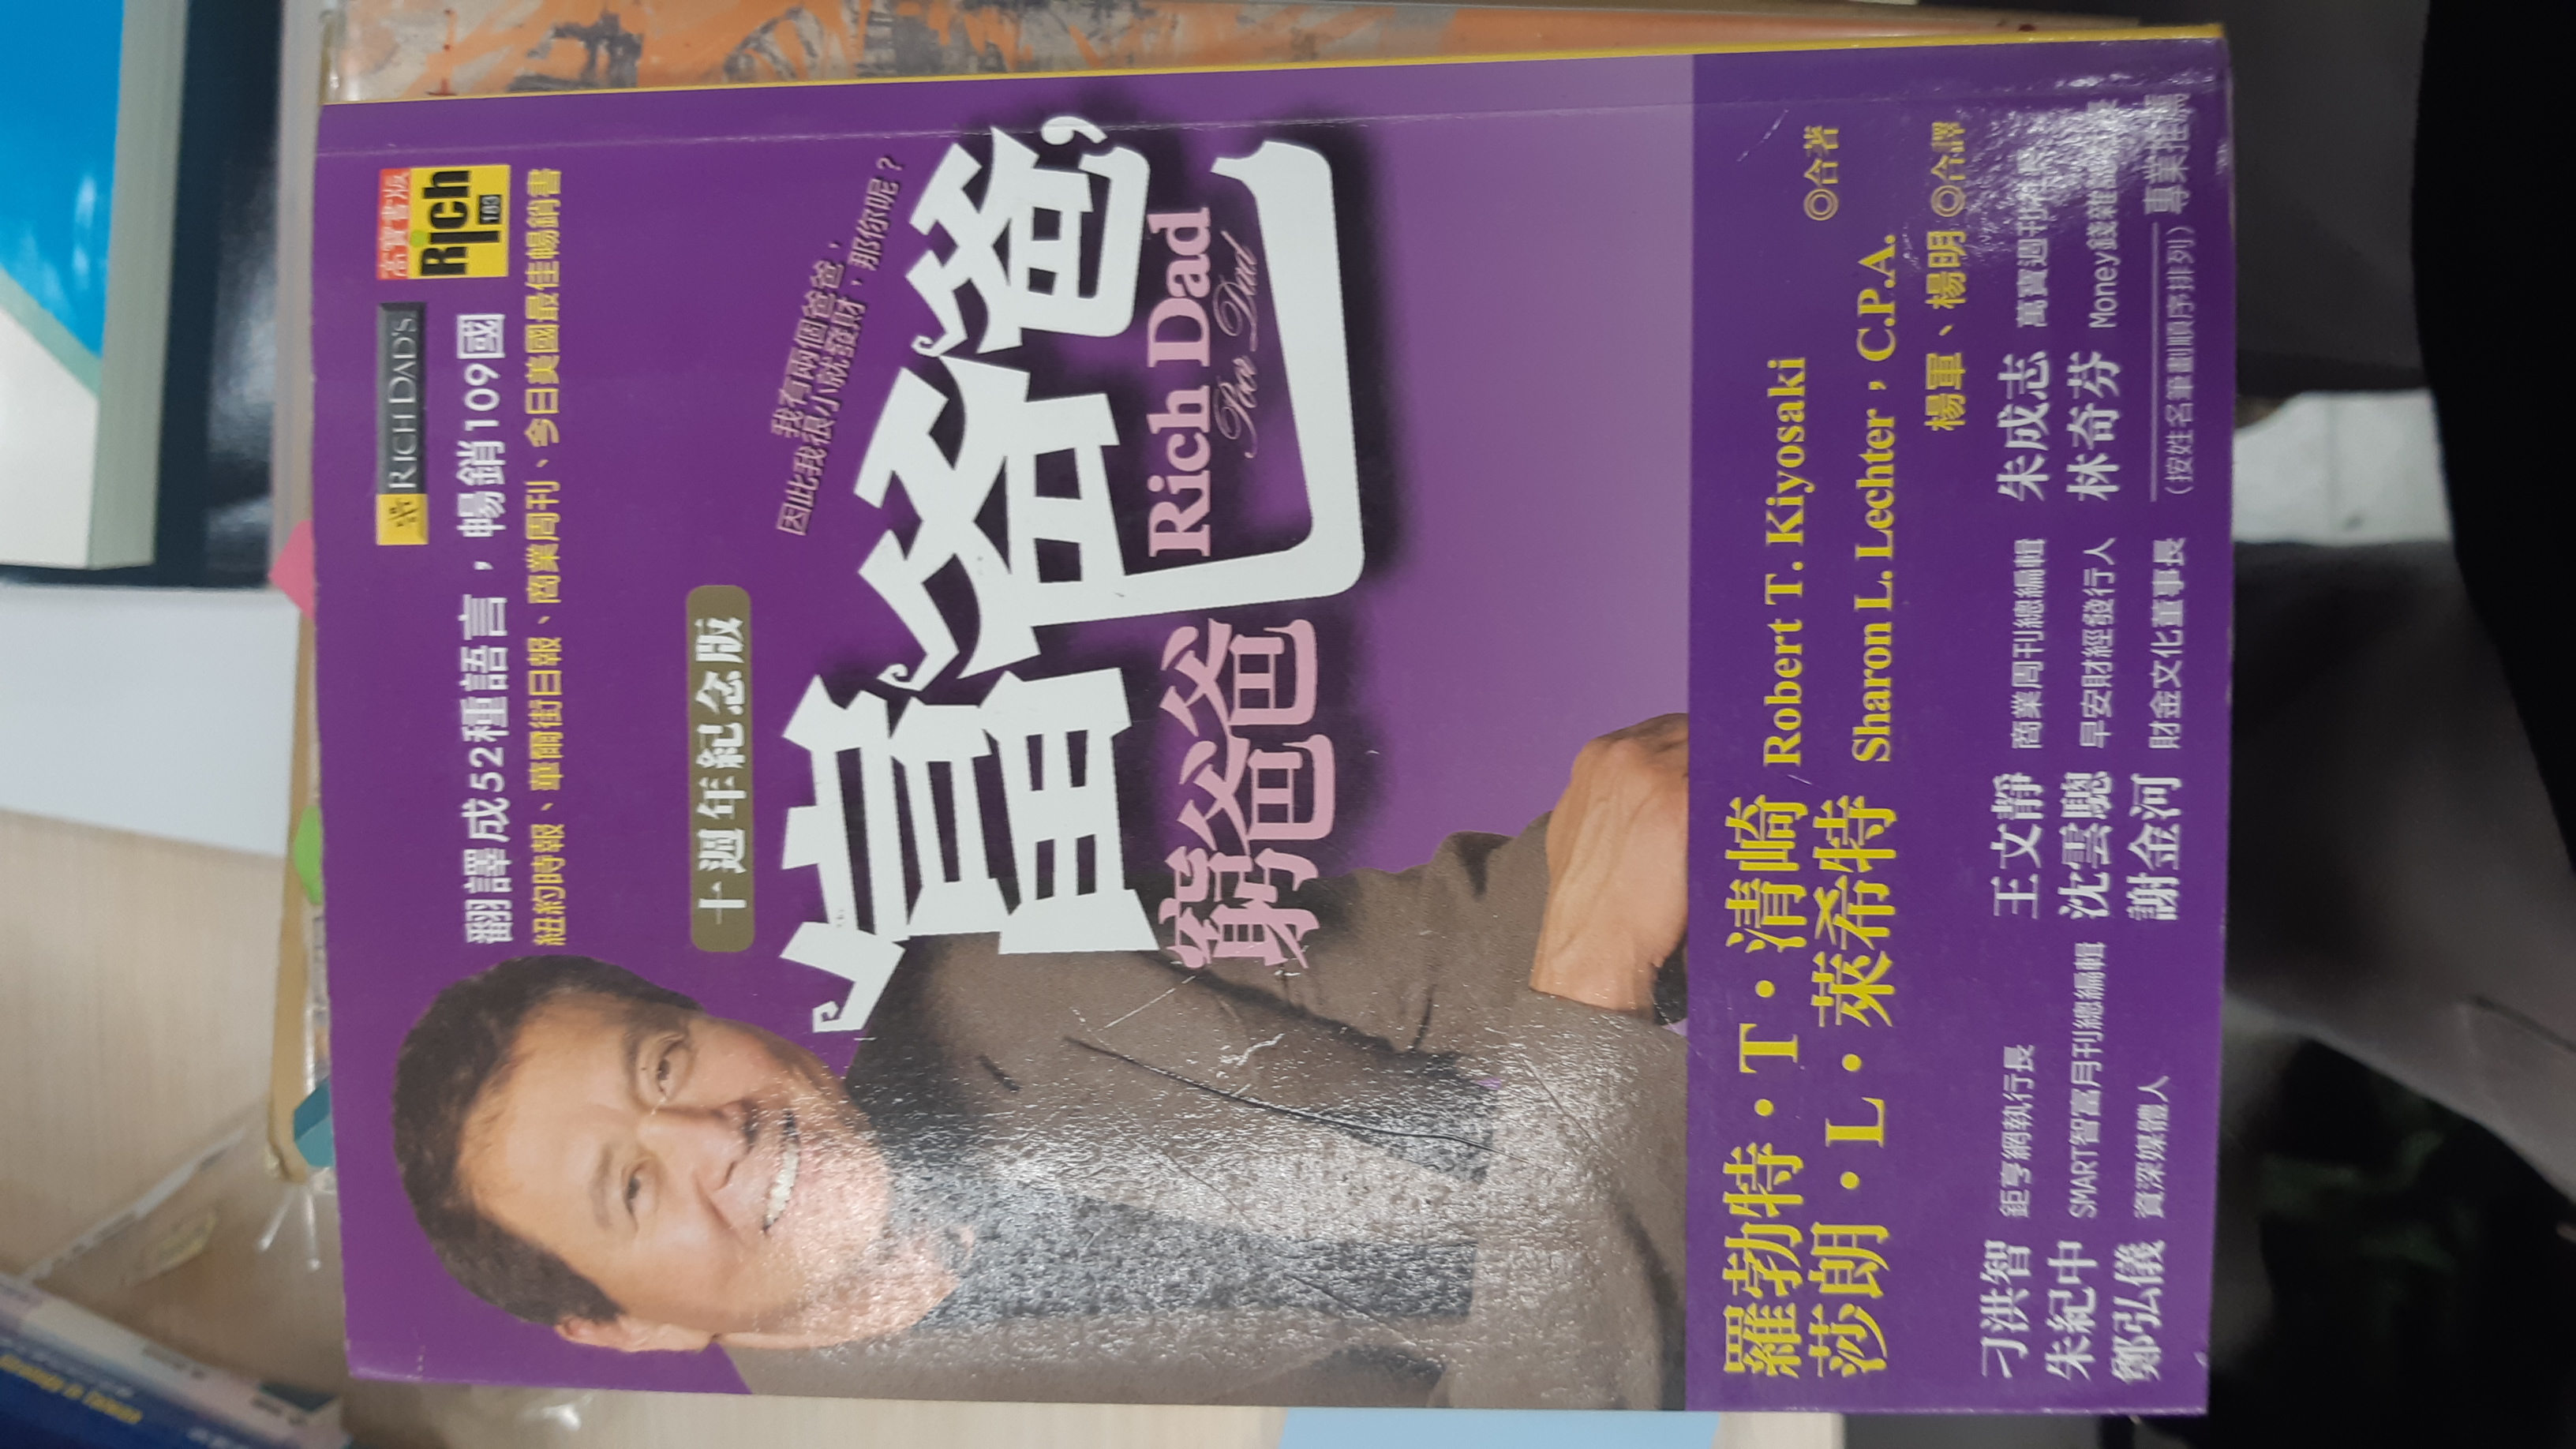 RICH DAD'S
高寶書版
Rich
183
翻譯成52種語言，暢銷109國
紐約時報、華爾街日報、商業周刊、今日美國最佳暢銷書
十週年紀念版
我有兩個爸爸，
因此我很小就發財，那你呢？
富爸爸，
窮爸爸
Rich Dad
Poor Dad
羅勃特・T・清崎 Robert T. Kiyosaki
莎朗・L・萊希特 Sharon L. Lechter，C.P.A.
◎合著
楊軍、楊明◎合譯
刁洪智 鉅亨網執行長 王文靜 商業周刊總編輯 朱成志 萬寶週刊
朱紀中 SMART智富月刊總編輯 沈雲驄 早安財經發行人 林奇芬 Money錢雜誌
鄭弘儀 資深媒體人 謝金河 財金文化董事長 （按姓名筆劃順序排列）專業推薦